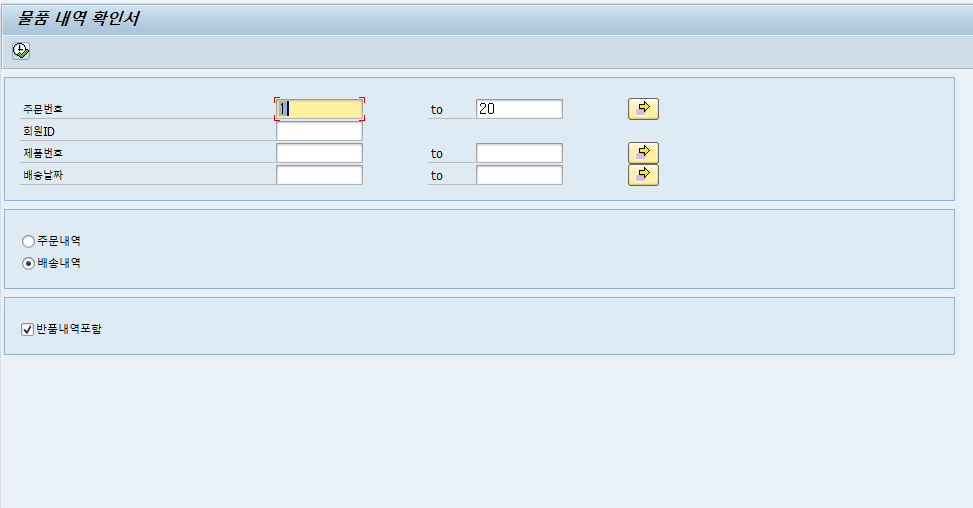 물품 내역 확인서
주문번호 1 to 20
회원ID
제품번호 to
배송날짜 to
주문내역
배송내역
반품내역포함